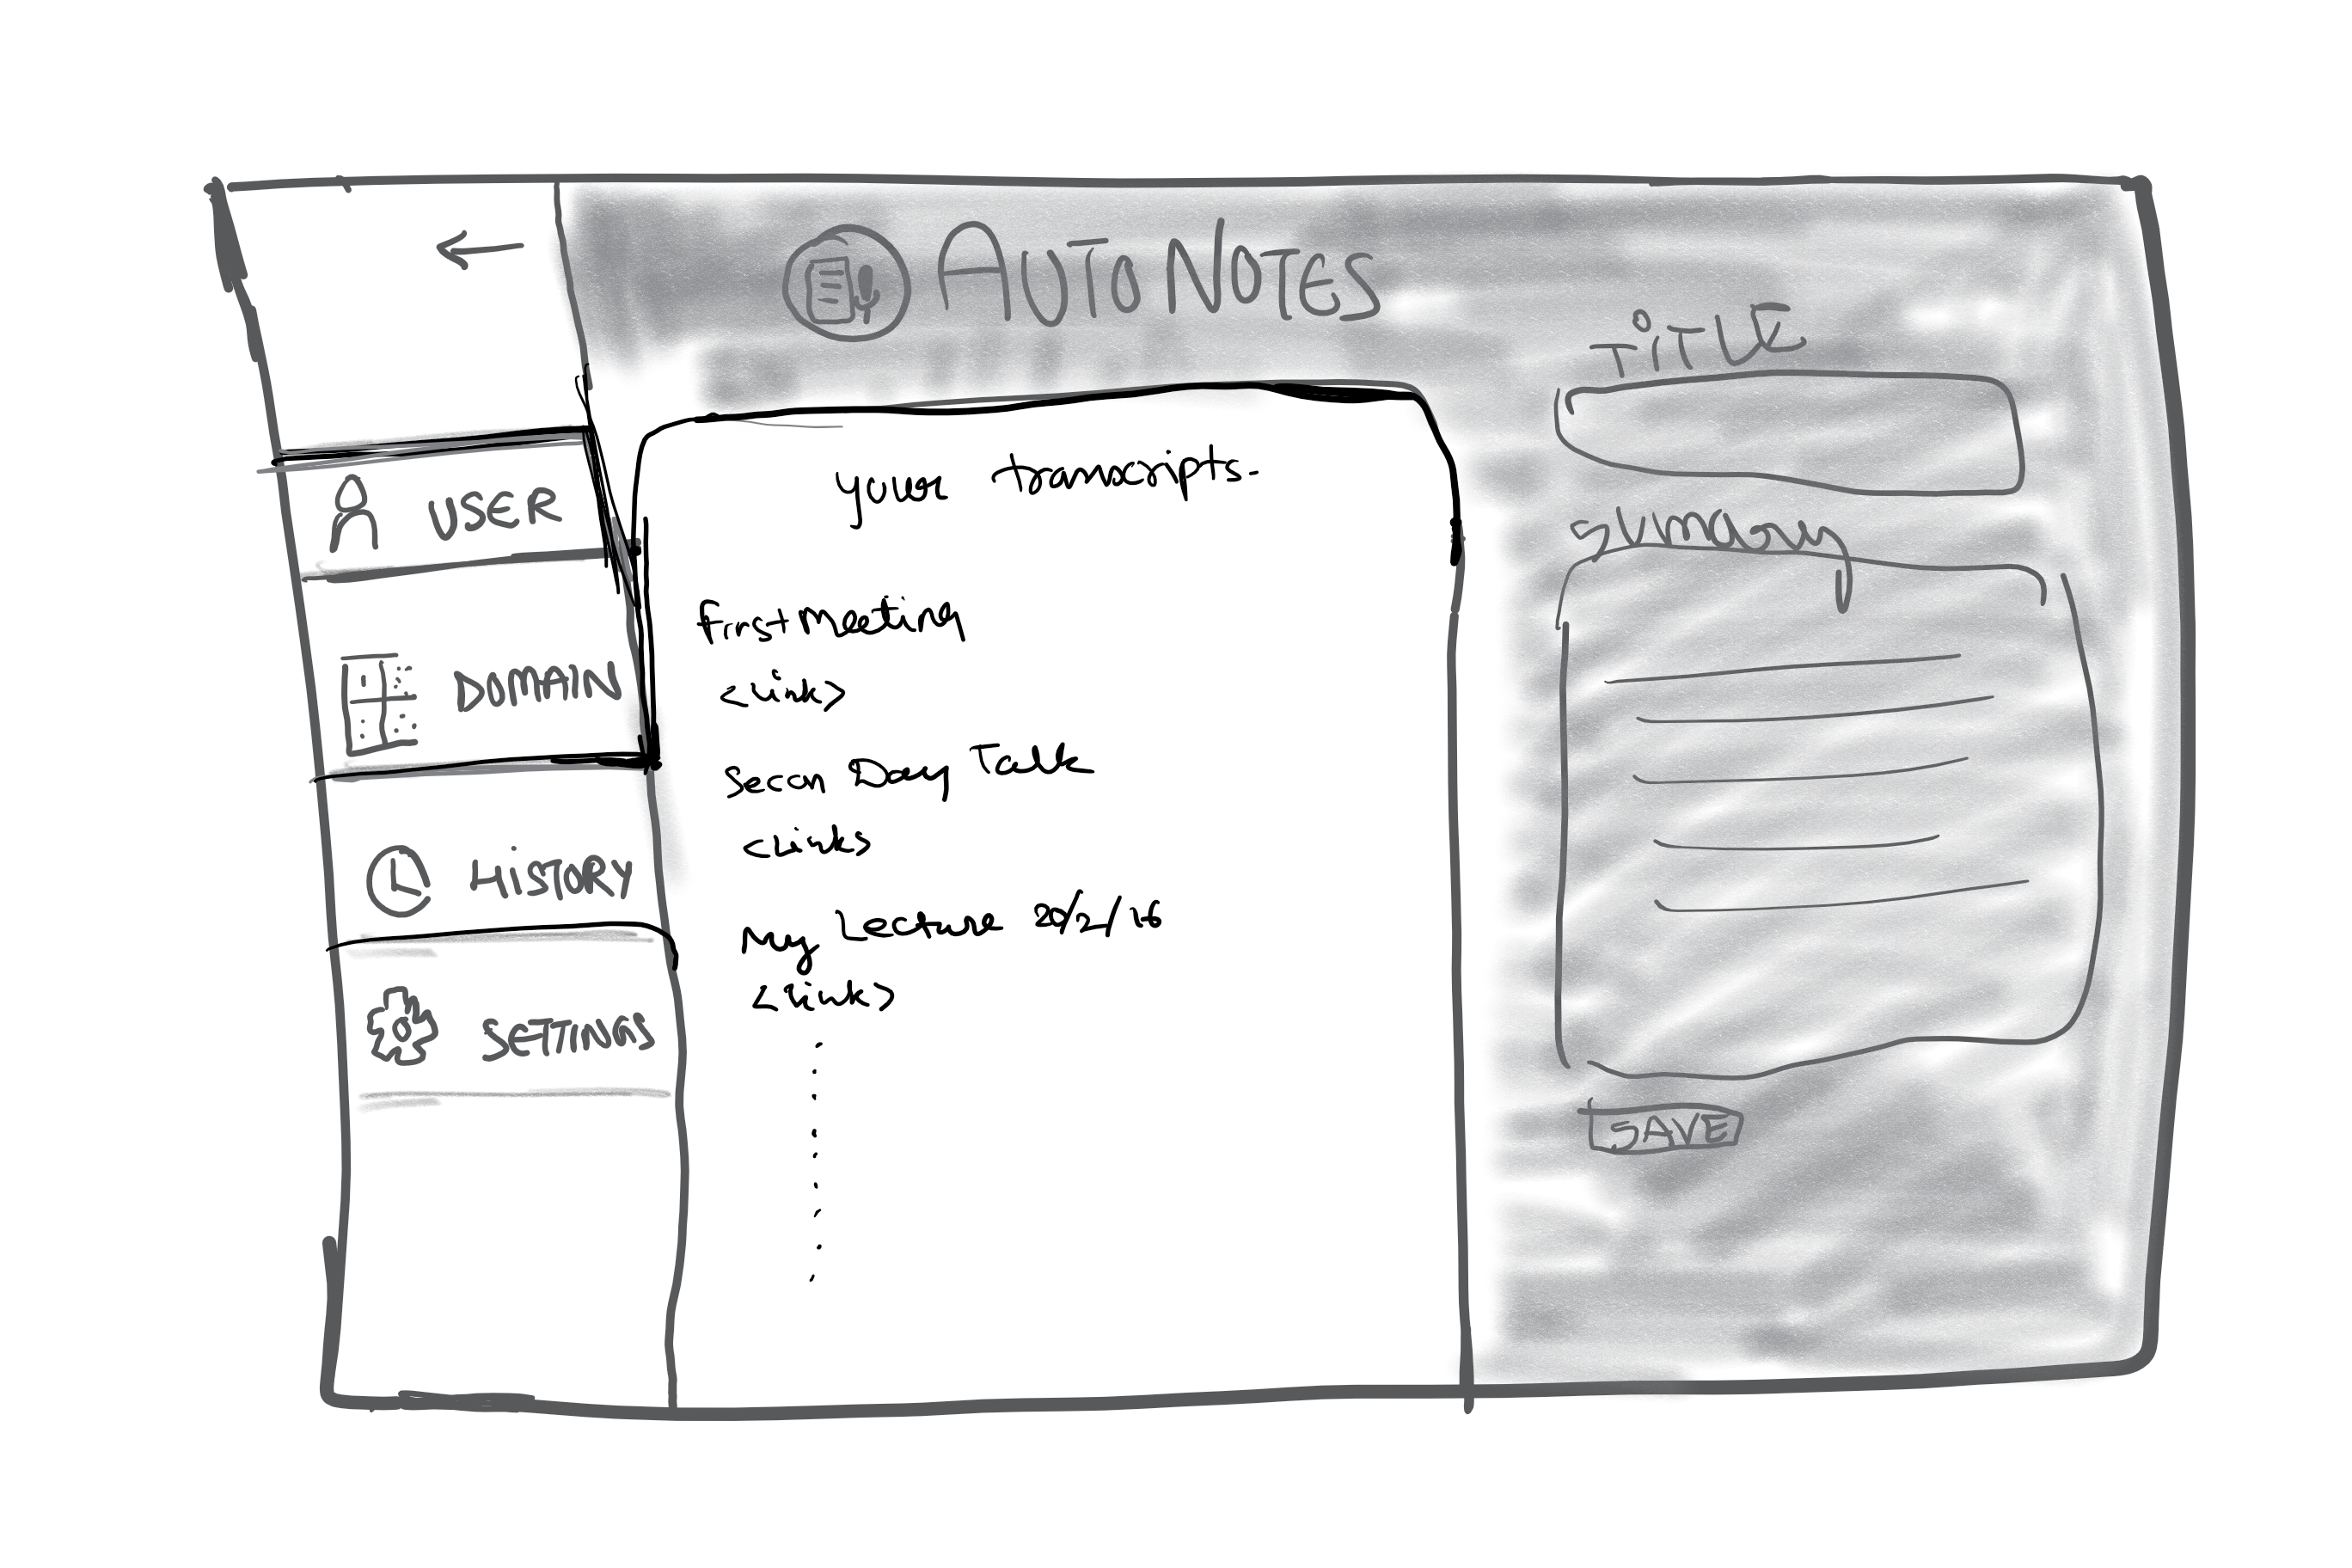 AUTO NOTES
USER
DOMAIN
HISTORY
SETTINGS
your transcripts.
First Meeting
<link>
Secon Day Talk
<links
My Lecture 20/2/16
<link>
TITLE
SUMMARY
SAVE